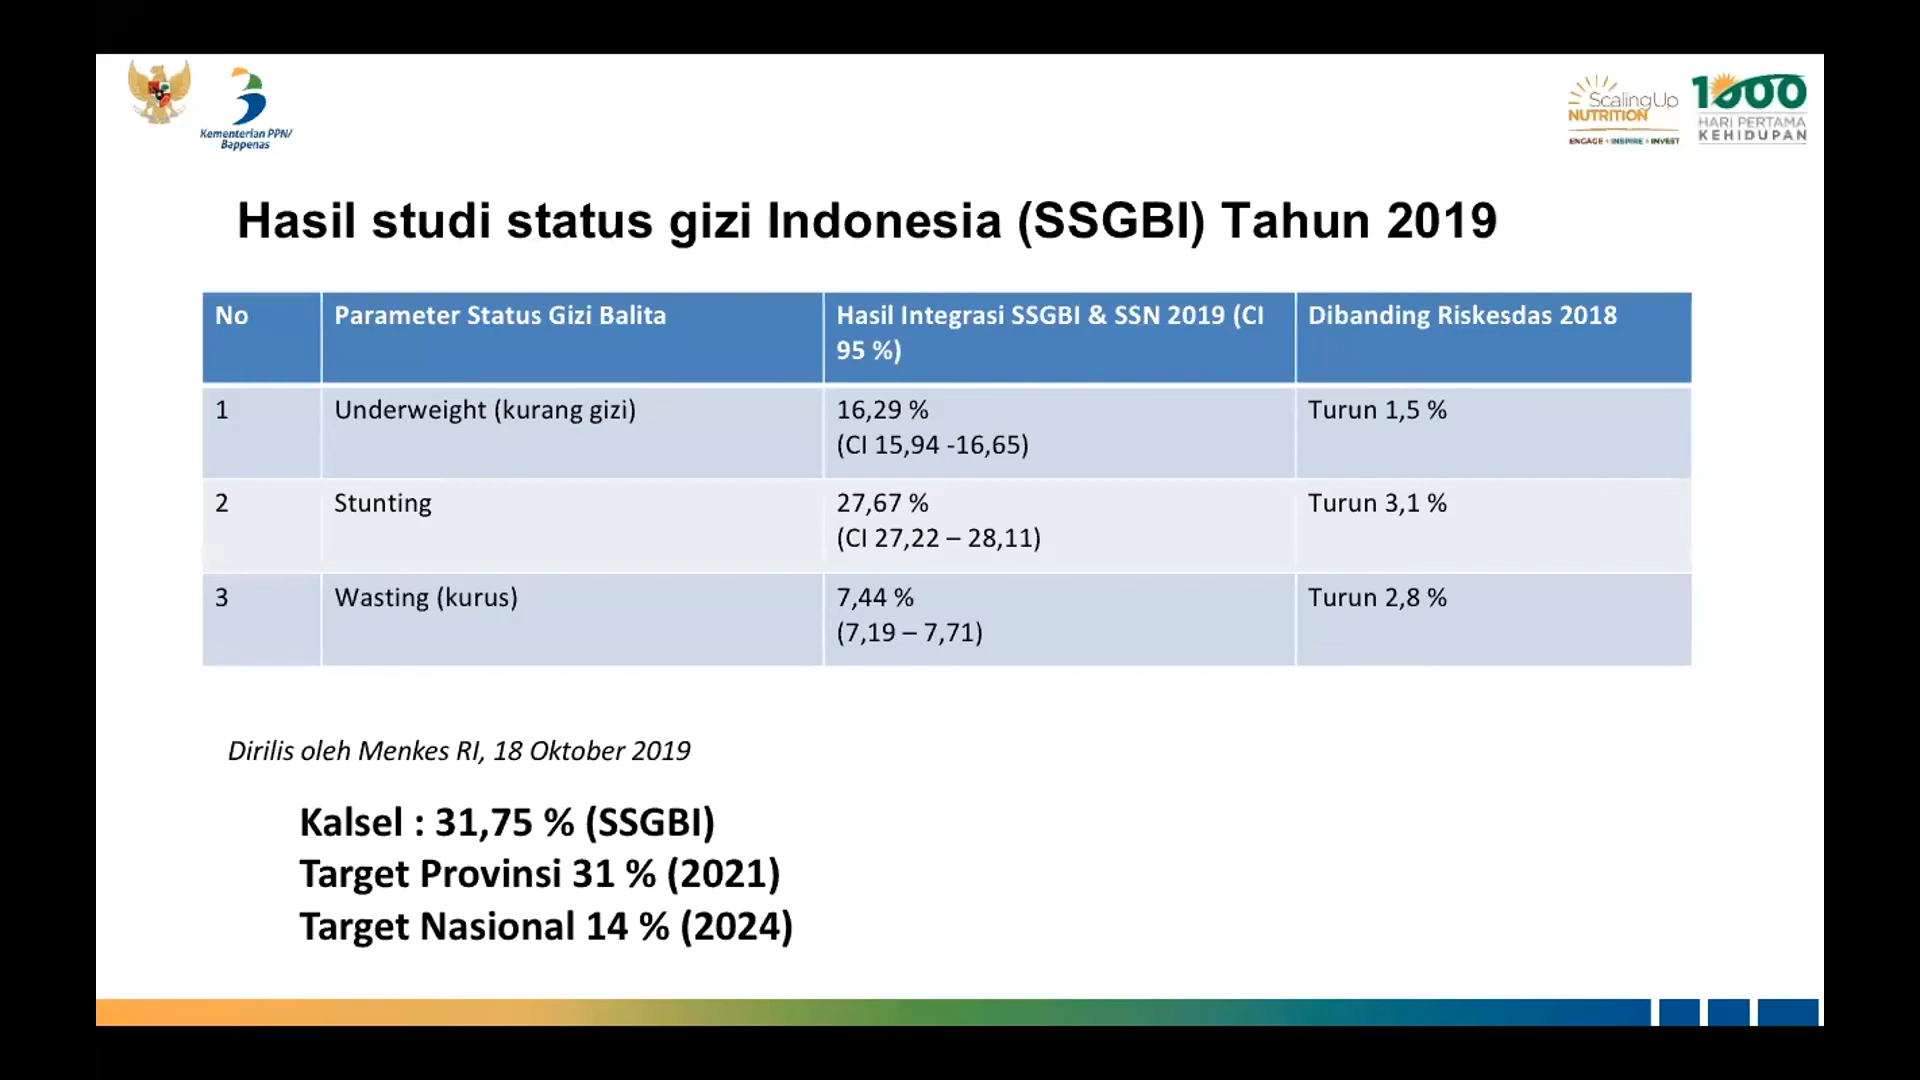 Kementerian PPN/
Bappenas
ScalingUp
NUTRITION
ENGAGE • INSPIRE • INVEST
1000
HARI PERTAMA
KEHIDUPAN
Hasil studi status gizi Indonesia (SSGBI) Tahun 2019
No
Parameter Status Gizi Balita
Hasil Integrasi SSGBI & SSN 2019 (CI
95 %)
Dibanding Riskesdas 2018
1
Underweight (kurang gizi)
16,29 %
(CI 15,94 -16,65)
Turun 1,5 %
2
Stunting
27,67 %
(CI 27,22 – 28,11)
Turun 3,1 %
3
Wasting (kurus)
7,44 %
(7,19 – 7,71)
Turun 2,8 %
Dirilis oleh Menkes RI, 18 Oktober 2019
Kalsel : 31,75 % (SSGBI)
Target Provinsi 31 % (2021)
Target Nasional 14 % (2024)